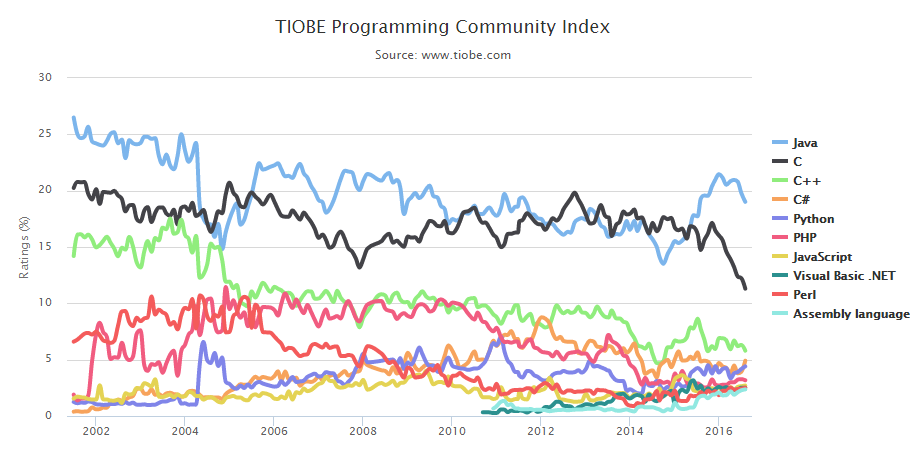 TIOBE Programming Community Index
Source: www.tiobe.com
Ratings (%)
30
25
20
15
10
5
0
2002
2004
2006
2008
2010
2012
2014
2016
Java
C
C++
C#
Python
PHP
JavaScript
Visual Basic .NET
Perl
Assembly language